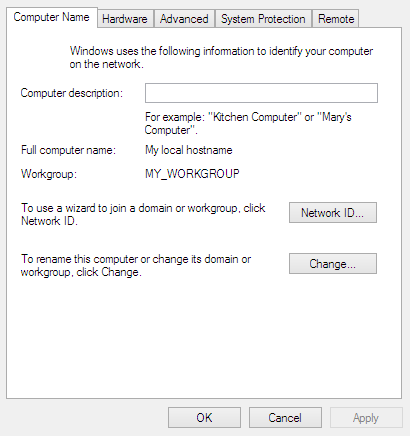 Computer Name Hardware Advanced System Protection Remote
Windows uses the following information to identify your computer
on the network.
Computer description:
For example: "Kitchen Computer" or "Mary's
Computer".
Full computer name: My local hostname
Workgroup: MY_WORKGROUP
To use a wizard to join a domain or workgroup, click
Network ID.
Network ID...
To rename this computer or change its domain or
workgroup, click Change.
Change...
OK Cancel Apply